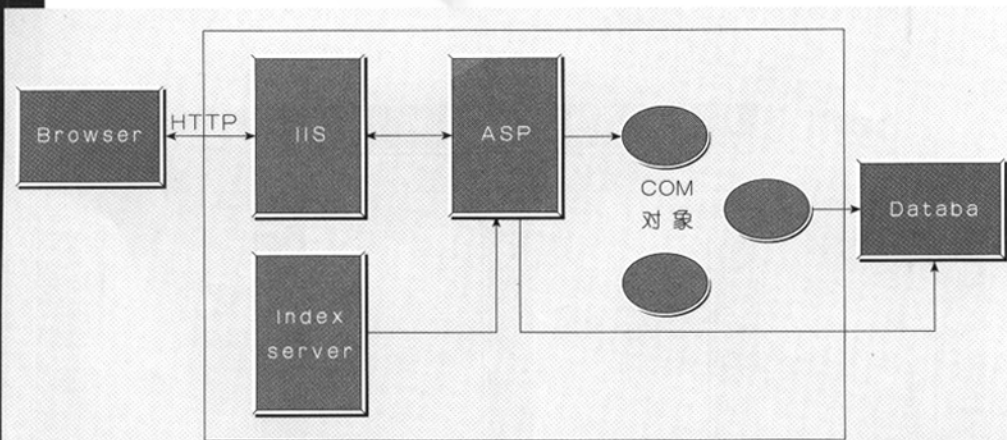 Browser
HTTP
IIS
ASP
COM
对象
Databa
Index
server